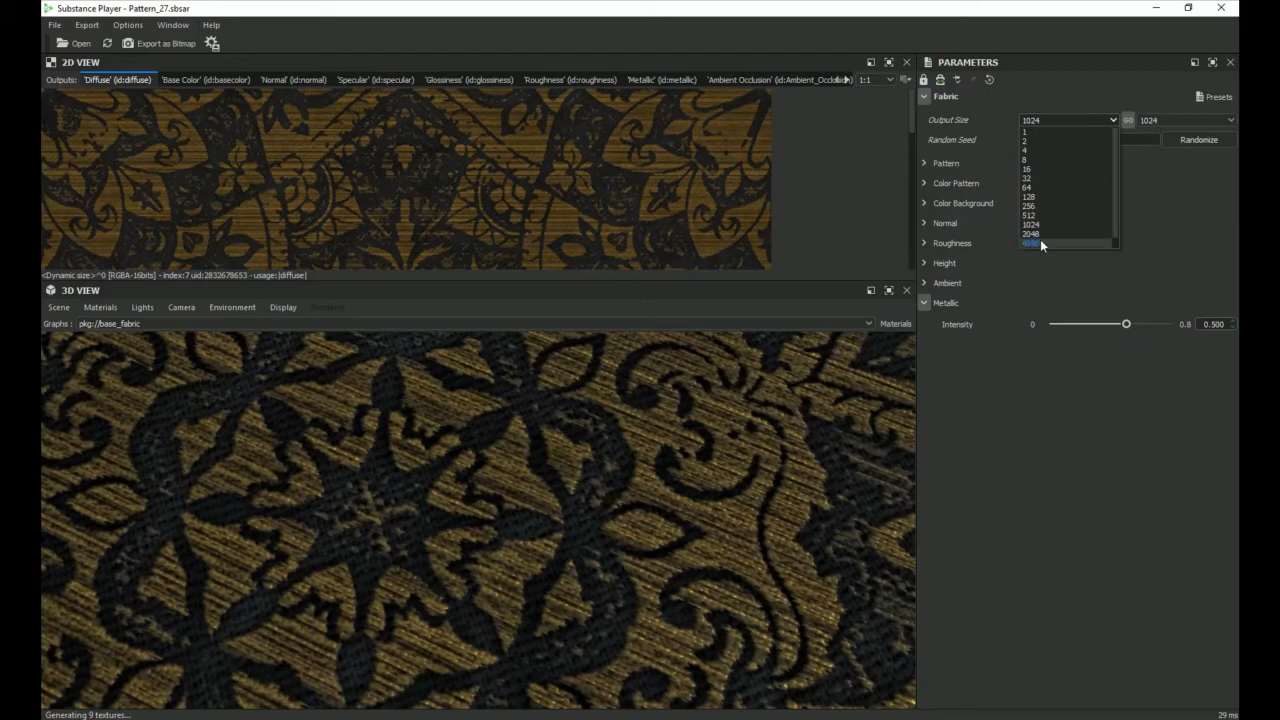 Substance Player - Pattern_27.sbsar
File Export Options Window Help
Open Export as Bitmap
2D VIEW
Outputs: 'Diffuse' (id:diffuse) 'Base Color' (id:basecolor) 'Normal' (id:normal) 'Specular' (id:specular) 'Glossiness' (id:glossiness) 'Roughness' (id:roughness) 'Metallic' (id:metallic) 'Ambient Occlusion' (id:Ambient_Occlusion) 1:1
<Dynamic size>^0 [RGBA-16bits] - index:7 uid:2832678653 - usage:|diffuse|
3D VIEW
Scene Materials Lights Camera Environment Display
Graphs: pkg://base_fabric Materials
PARAMETERS
Fabric Presets
Output Size 1024 1024
1
2
Random Seed Randomize
4
8
16
32
64
128
256
512
1024
2048
4096
Pattern
Color Pattern
Color Background
Normal
Roughness
Height
Ambient
Metallic
Intensity 0 0.8 0.500
Generating 9 textures... 29 ms